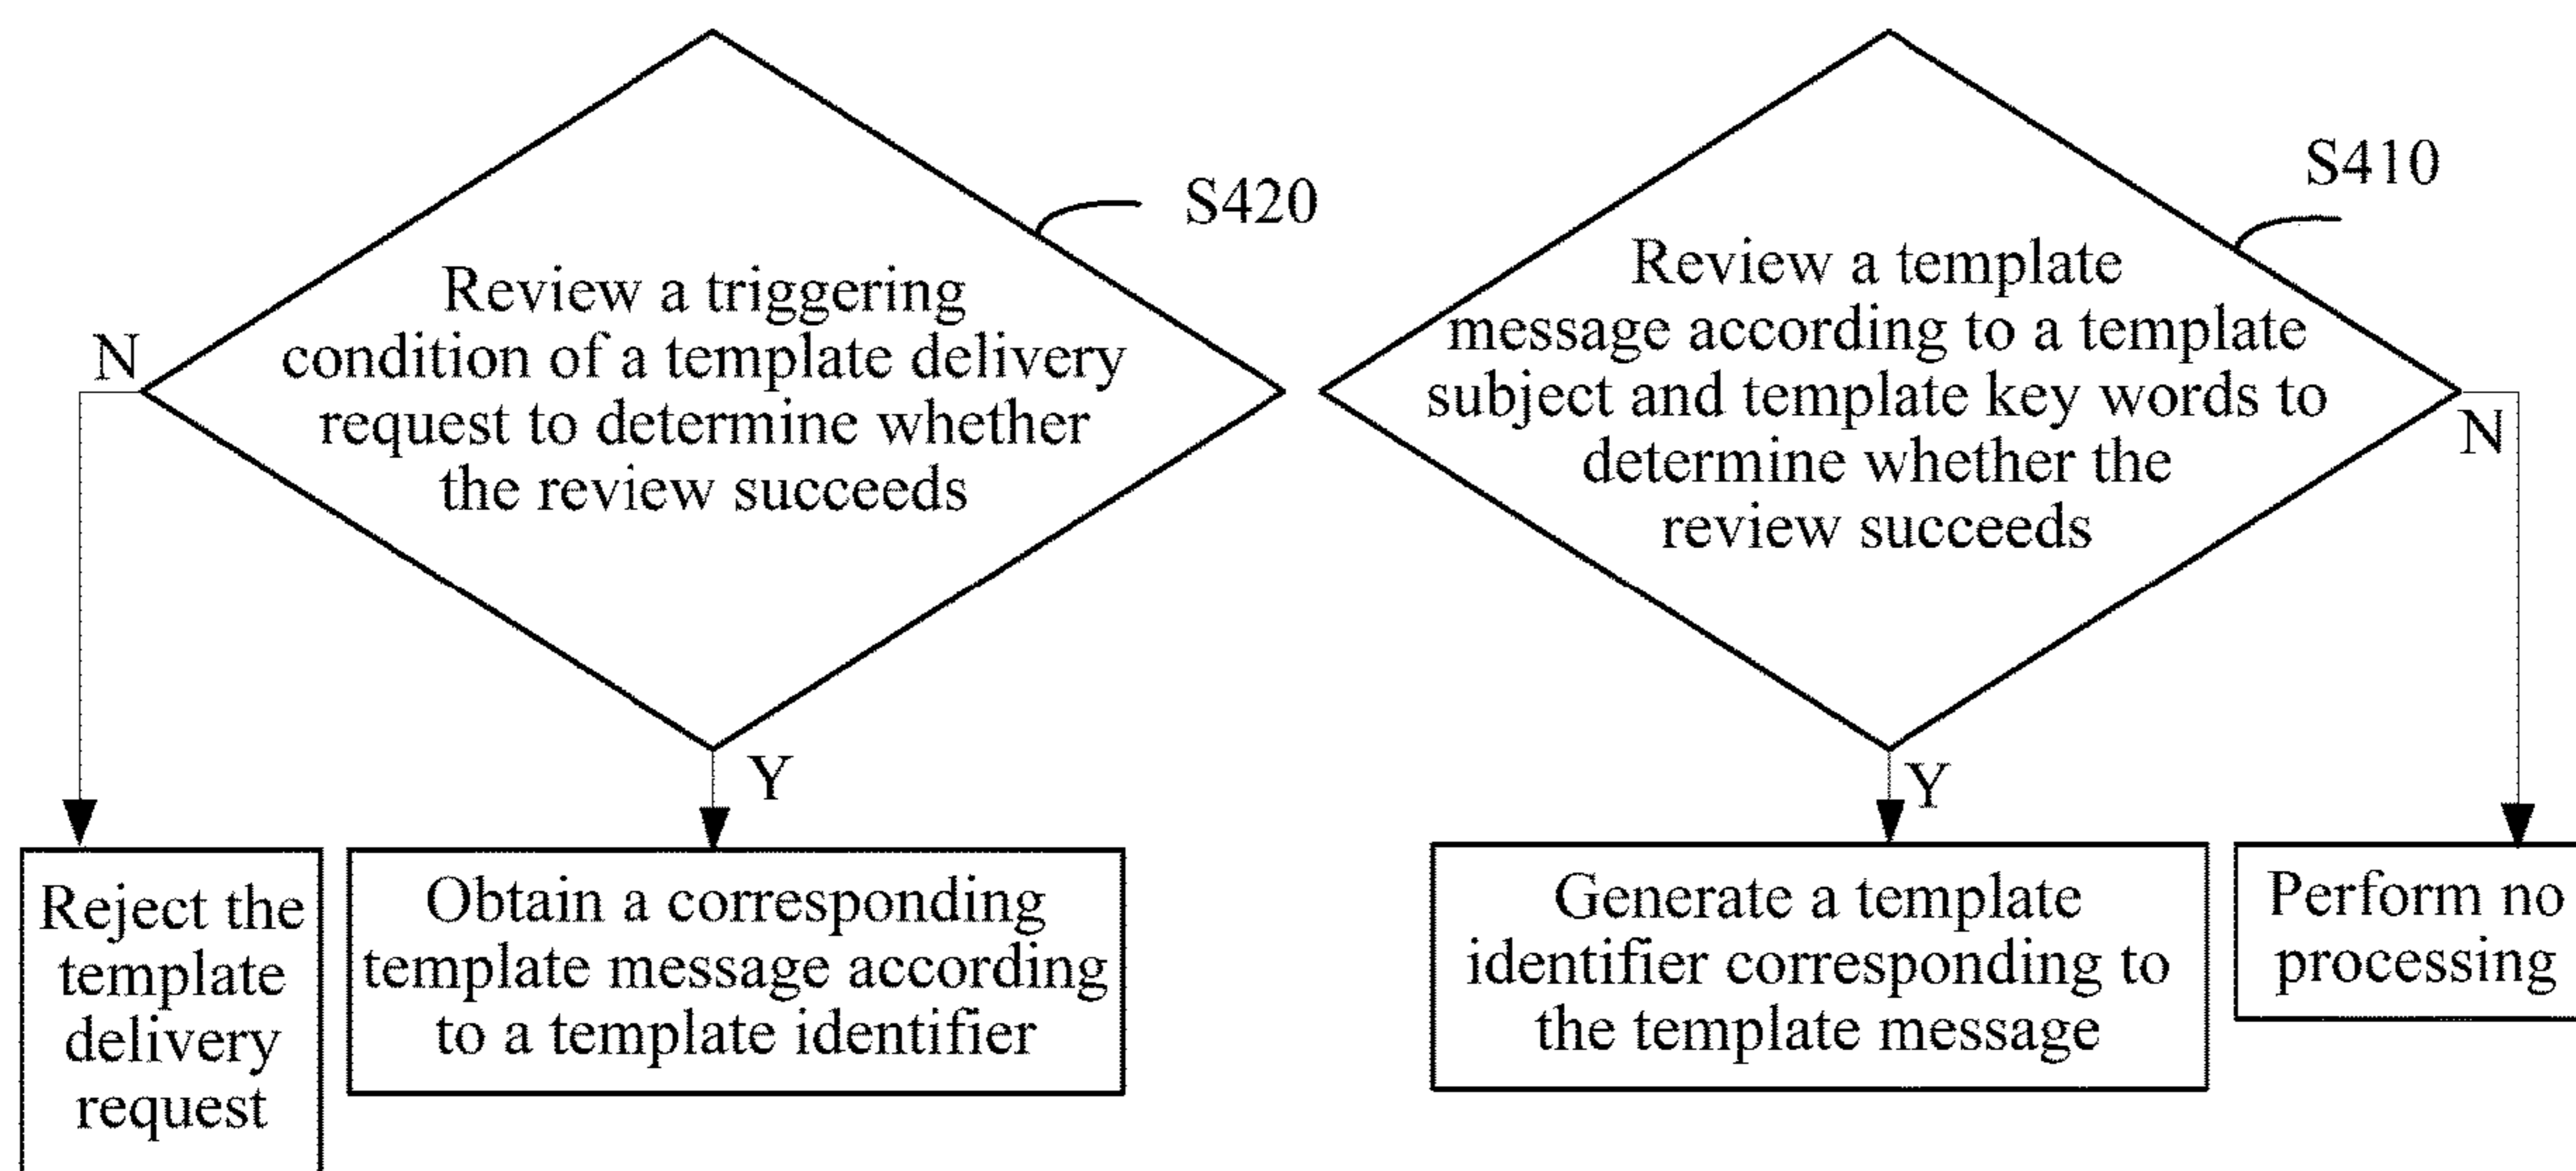 S420
Review a triggering
condition of a template delivery
request to determine whether
the review succeeds
N
Y
Reject the
template
delivery
request
Obtain a corresponding
template message according
to a template identifier
S410
Review a template
message according to a template
subject and template key words to
determine whether the
review succeeds
N
Y
Generate a template
identifier corresponding to
the template message
Perform no
processing